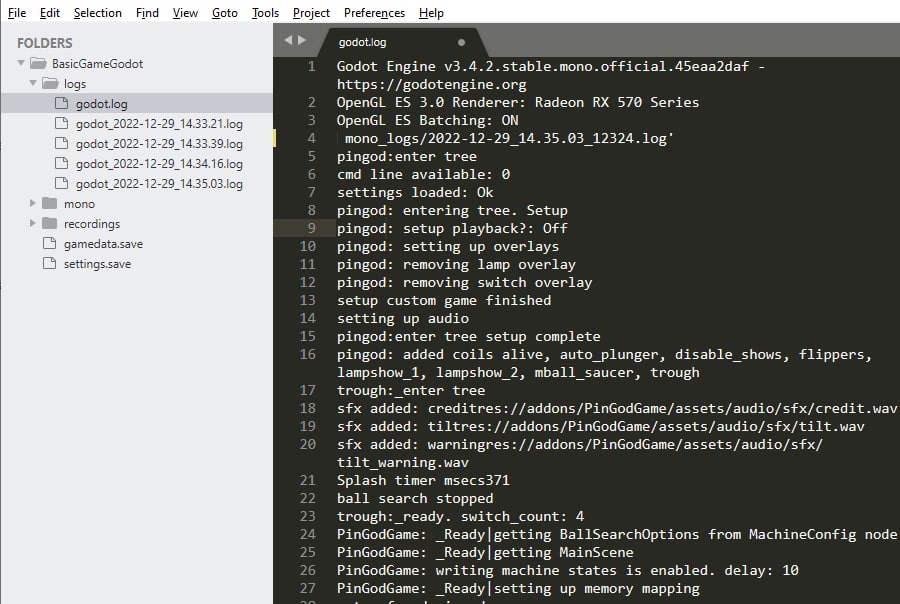 File Edit Selection Find View Goto Tools Project Preferences Help
FOLDERS
BasicGameGodot
logs
godot.log
godot_2022-12-29_14.33.21.log
godot_2022-12-29_14.33.39.log
godot_2022-12-29_14.34.16.log
godot_2022-12-29_14.35.03.log
mono
recordings
gamedata.save
settings.save
godot.log
1 Godot Engine v3.4.2.stable.mono.official.45eaa2daf -
https://godotengine.org
2 OpenGL ES 3.0 Renderer: Radeon RX 570 Series
3 OpenGL ES Batching: ON
4 mono_logs/2022-12-29_14.35.03_12324.log'
5 pingod:enter tree
6 cmd line available: 0
7 settings loaded: Ok
8 pingod: entering tree. Setup
9 pingod: setup playback?: Off
10 pingod: setting up overlays
11 pingod: removing lamp overlay
12 pingod: removing switch overlay
13 setup custom game finished
14 setting up audio
15 pingod:enter tree setup complete
16 pingod: added coils alive, auto_plunger, disable_shows, flippers,
lampshow_1, lampshow_2, mball_saucer, trough
17 trough:_enter tree
18 sfx added: creditres://addons/PinGodGame/assets/audio/sfx/credit.wav
19 sfx added: tiltres://addons/PinGodGame/assets/audio/sfx/tilt.wav
20 sfx added: warningres://addons/PinGodGame/assets/audio/sfx/
tilt_warning.wav
21 Splash timer msecs371
22 ball search stopped
23 trough:_ready. switch_count: 4
24 PinGodGame: _Ready|getting BallSearchOptions from MachineConfig node
25 PinGodGame: _Ready|getting MainScene
26 PinGodGame: writing machine states is enabled. delay: 10
27 PinGodGame: _Ready|setting up memory mapping